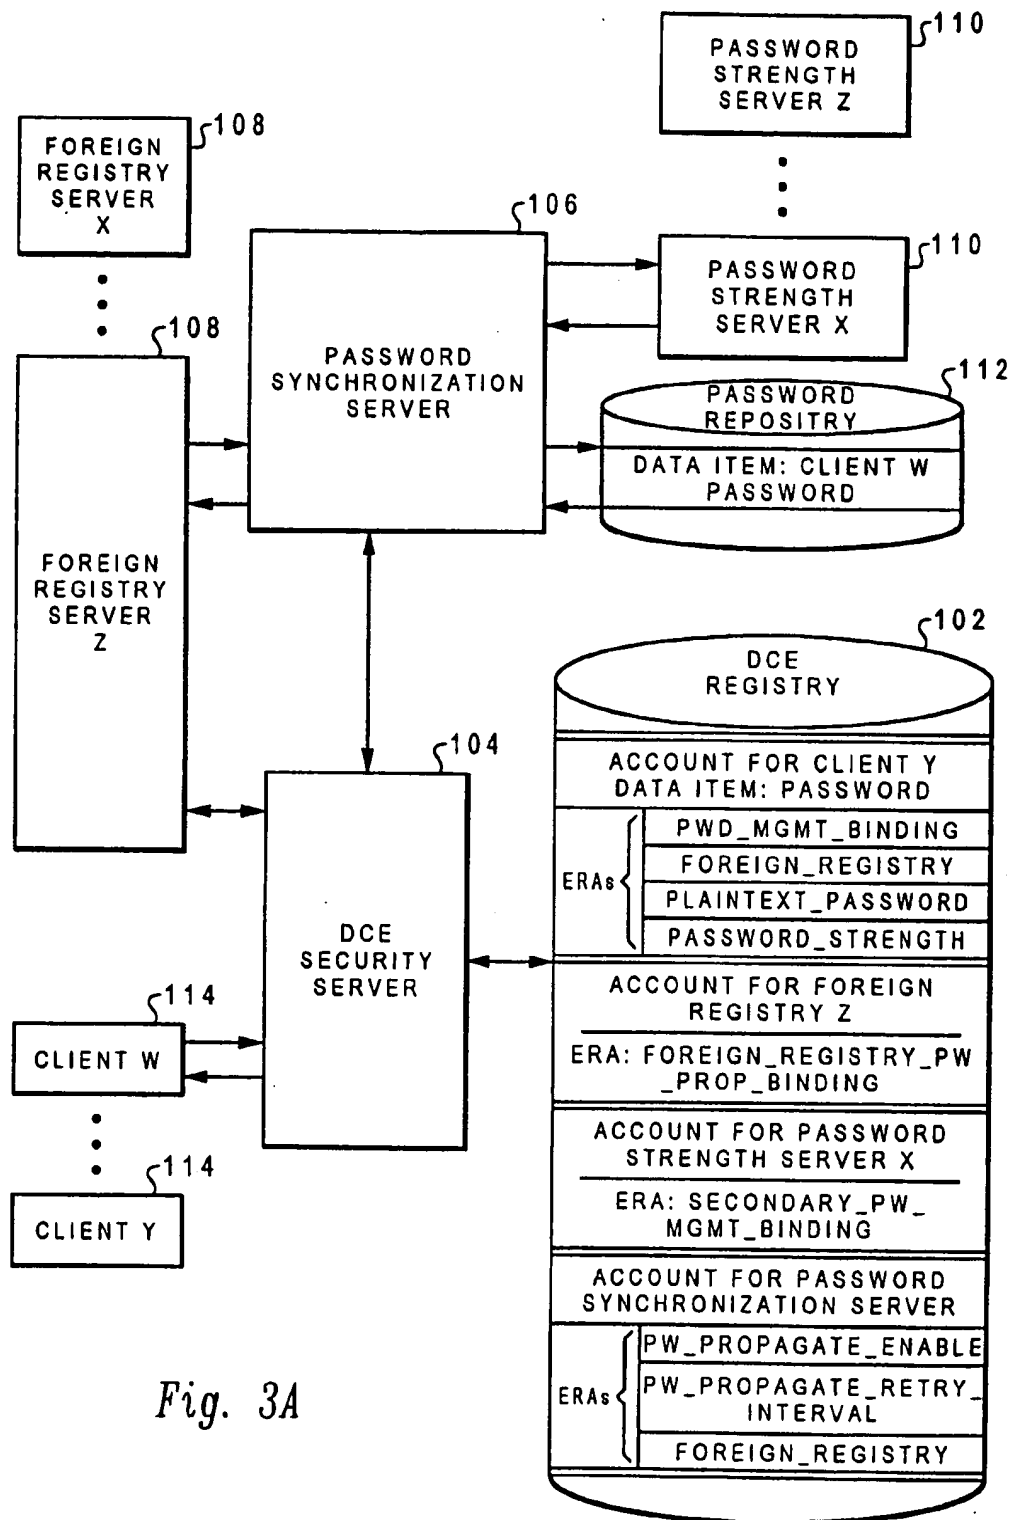 110
PASSWORD
STRENGTH
SERVER Z
108
FOREIGN
REGISTRY
SERVER
X
106
110
PASSWORD
STRENGTH
SERVER X
108
PASSWORD
SYNCHRONIZATION
SERVER
112
PASSWORD
REPOSITRY
DATA ITEM: CLIENT W
PASSWORD
FOREIGN
REGISTRY
SERVER
Z
102
DCE
REGISTRY
104
ACCOUNT FOR CLIENT Y
DATA ITEM: PASSWORD
ERAs
PWD_MGMT_BINDING
FOREIGN_REGISTRY
PLAINTEXT_PASSWORD
PASSWORD_STRENGTH
DCE
SECURITY
SERVER
ACCOUNT FOR FOREIGN
REGISTRY Z
ERA: FOREIGN_REGISTRY_PW
_PROP_BINDING
114
CLIENT W
ACCOUNT FOR PASSWORD
STRENGTH SERVER X
ERA: SECONDARY_PW_
MGMT_BINDING
114
CLIENT Y
ACCOUNT FOR PASSWORD
SYNCHRONIZATION SERVER
ERAs
PW_PROPAGATE_ENABLE
PW_PROPAGATE_RETRY_
INTERVAL
FOREIGN_REGISTRY
Fig. 3A